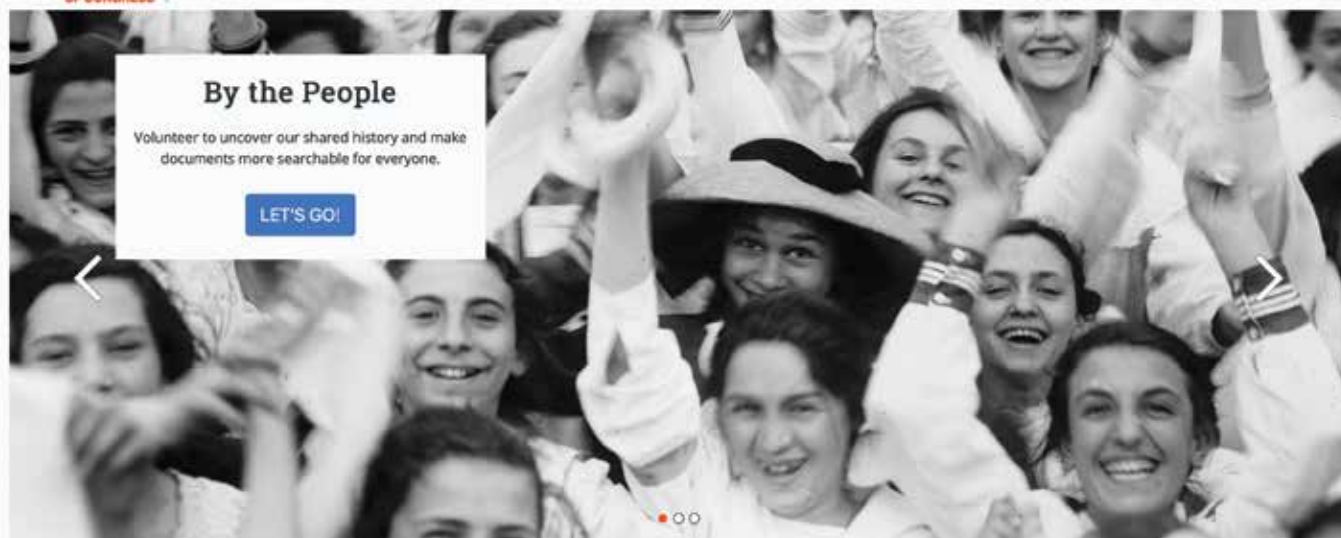 By the People
Volunteer to uncover our shared history and make
documents more searchable for everyone.
LET'S GO!